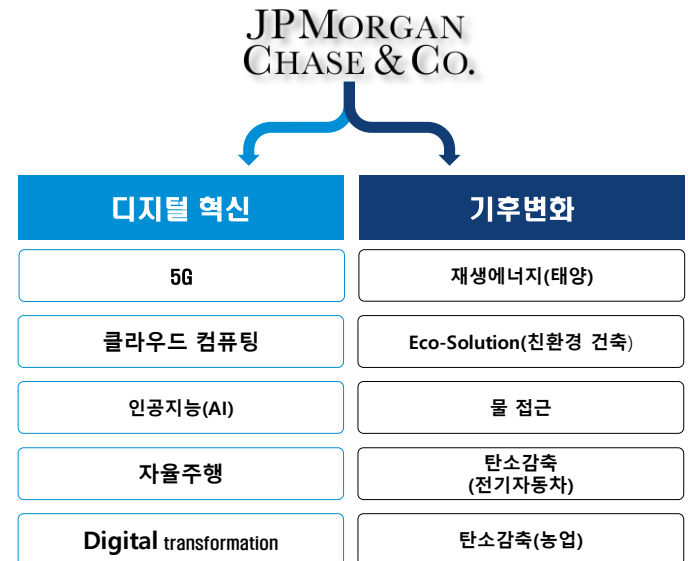 JPMORGAN
CHASE & CO.
디지털 혁신
기후변화
5G
재생에너지(태양)
클라우드 컴퓨팅
Eco-Solution(친환경 건축)
인공지능(AI)
물 접근
자율주행
탄소감축
(전기자동차)
Digital transformation
탄소감축(농업)